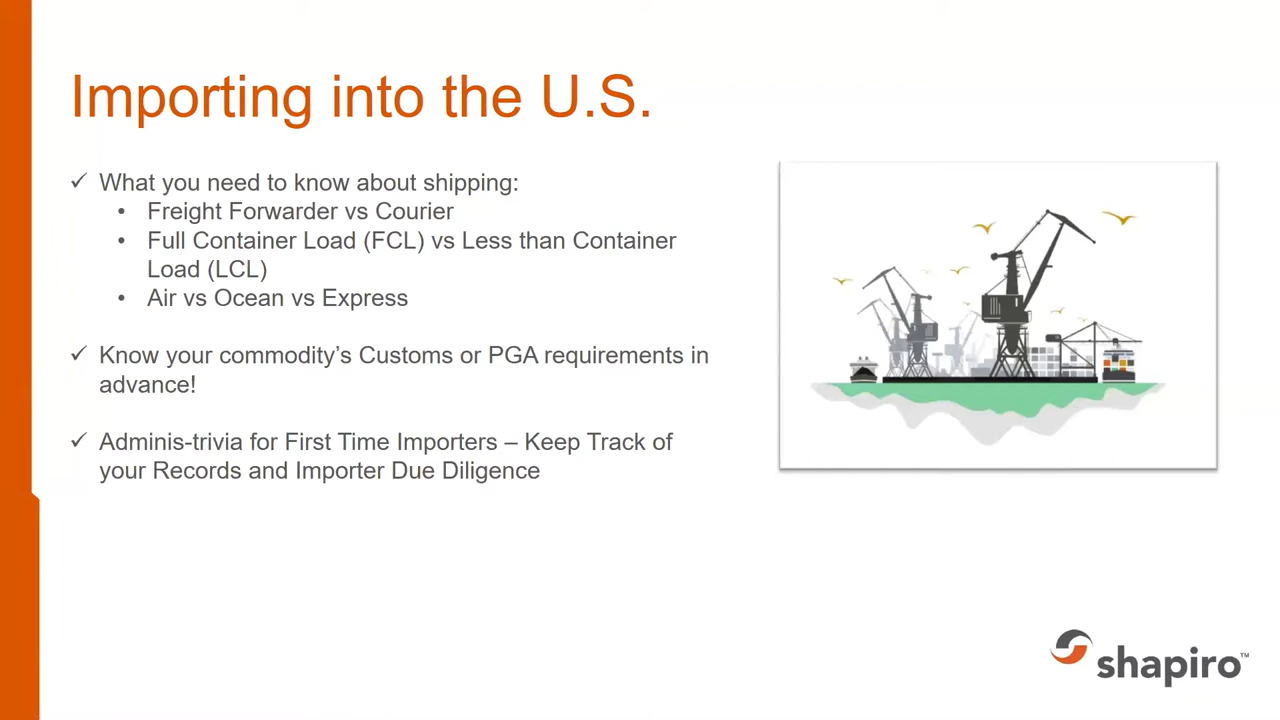 Importing into the U.S.
✓ What you need to know about shipping:
• Freight Forwarder vs Courier
• Full Container Load (FCL) vs Less than Container
Load (LCL)
• Air vs Ocean vs Express
✓ Know your commodity’s Customs or PGA requirements in
advance!
✓ Adminis-trivia for First Time Importers – Keep Track of
your Records and Importer Due Diligence
shapiro™